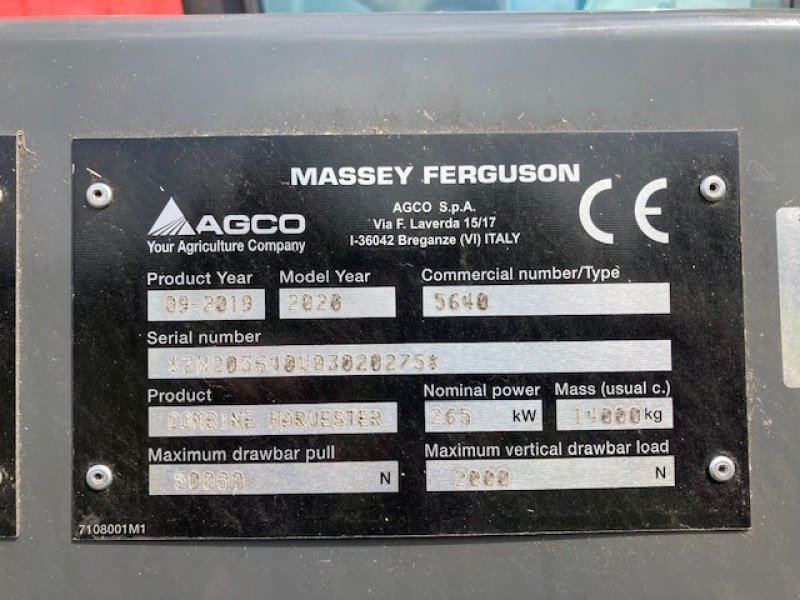 MASSEY FERGUSON
AGCO
Your Agriculture Company
AGCO S.p.A.
Via F. Laverda 15/17
I-36042 Breganze (VI) ITALY
CE
Product Year Model Year Commercial number/Type
09-2019 2020 5640
Serial number
Product Nominal power Mass (usual c.)
COMBINE HARVESTER 265 kW 14000 kg
Maximum drawbar pull Maximum vertical drawbar load
N 2000 N
7108001M1